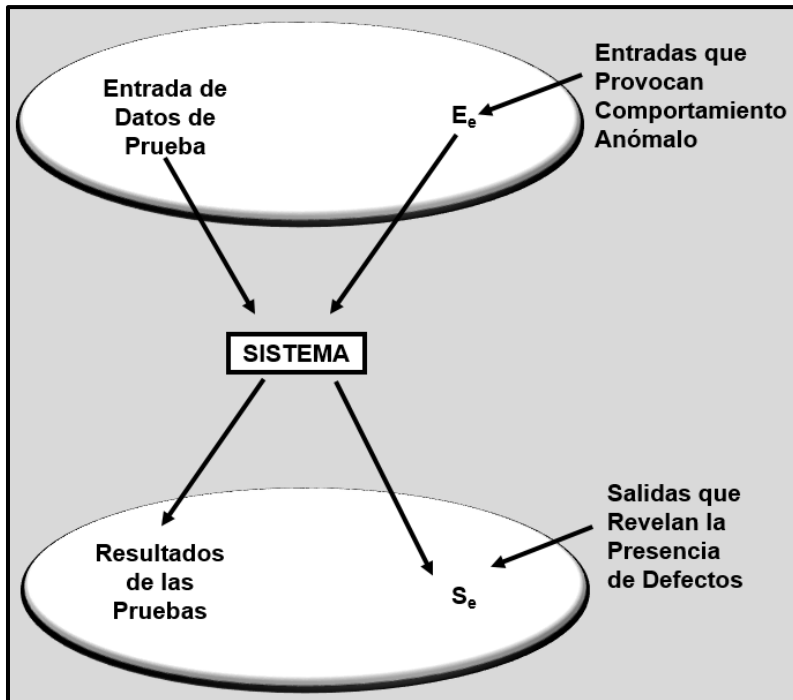 Entrada de
Datos de
Prueba
Ee
Entradas que
Provocan
Comportamiento
Anómalo
SISTEMA
Resultados
de las
Pruebas
Se
Salidas que
Revelan la
Presencia
de Defectos